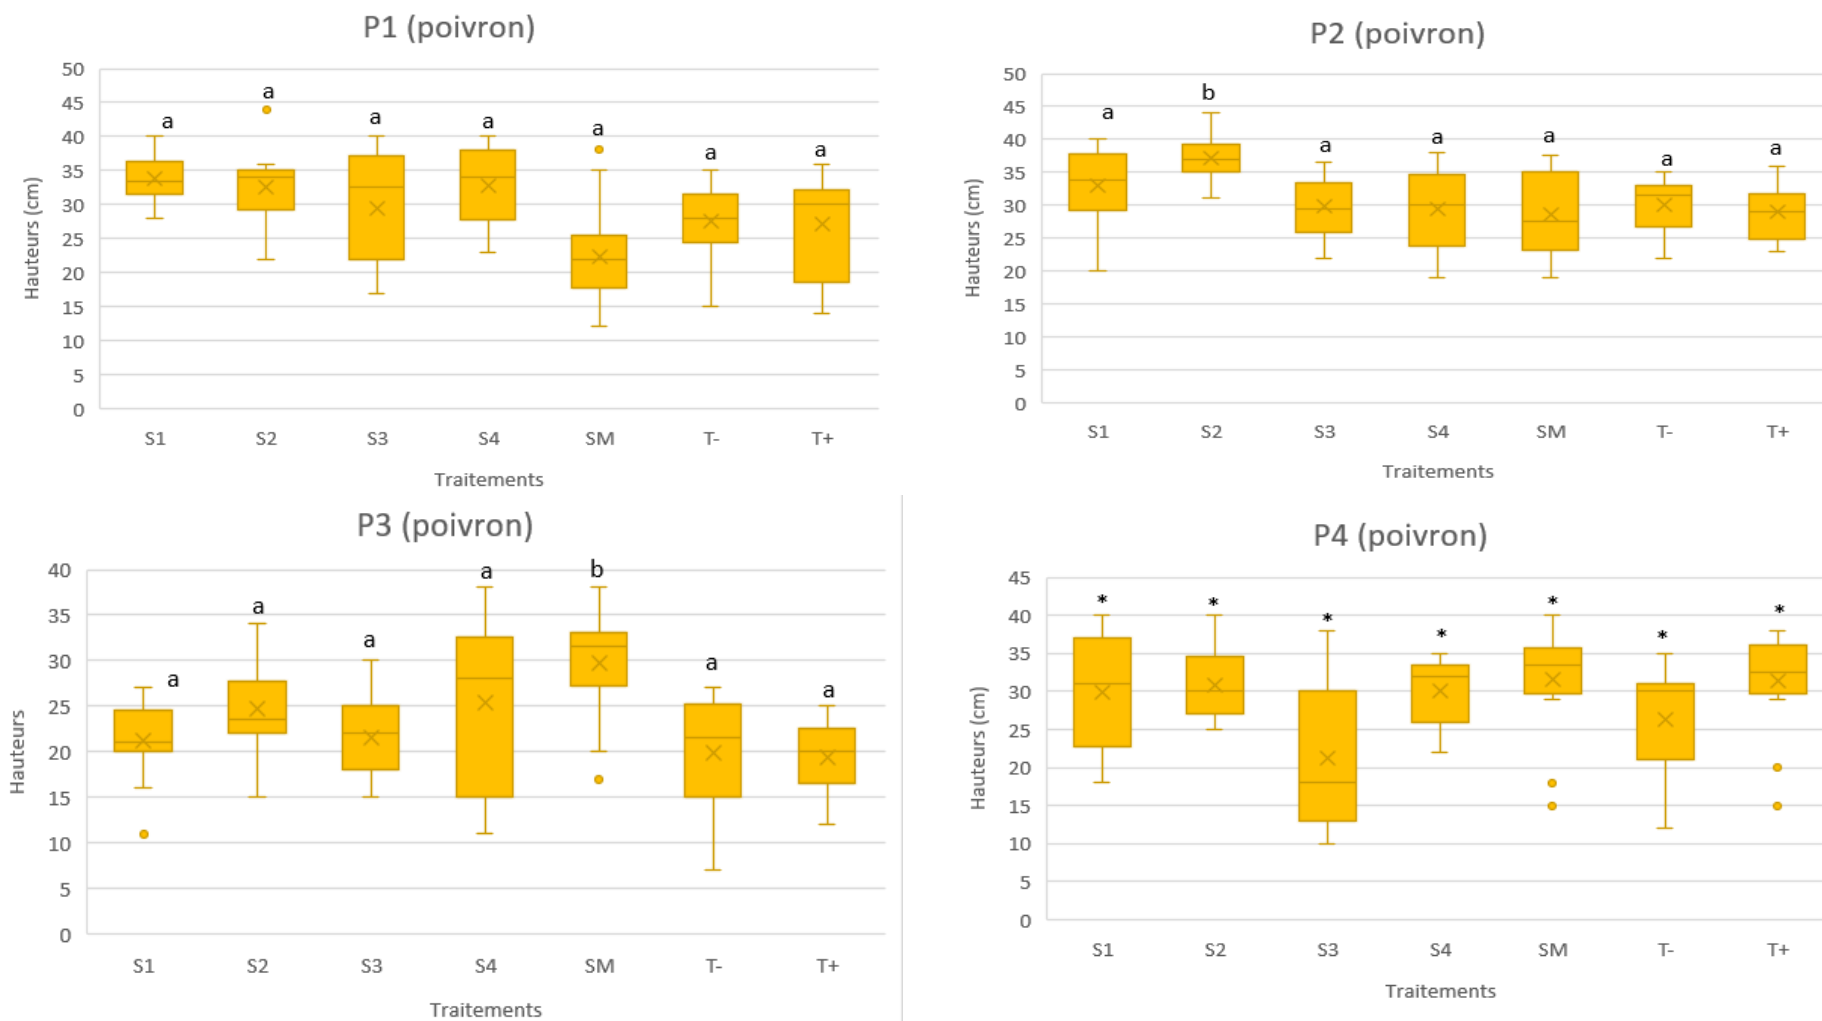 P1 (poivron)
Hauteurs (cm)
50
45
40
35
30
25
20
15
10
5
0
a a a a a a a
S1 S2 S3 S4 SM T- T+
Traitements
P2 (poivron)
Hauteurs (cm)
50
45
40
35
30
25
20
15
10
5
0
a b a a a a a
S1 S2 S3 S4 SM T- T+
Traitements
P3 (poivron)
Hauteurs
40
35
30
25
20
15
10
5
0
a a a a b a a
S1 S2 S3 S4 SM T- T+
Traitements
P4 (poivron)
Hauteurs (cm)
45
40
35
30
25
20
15
10
5
0
* * * * * * *
S1 S2 S3 S4 SM T- T+
Traitements